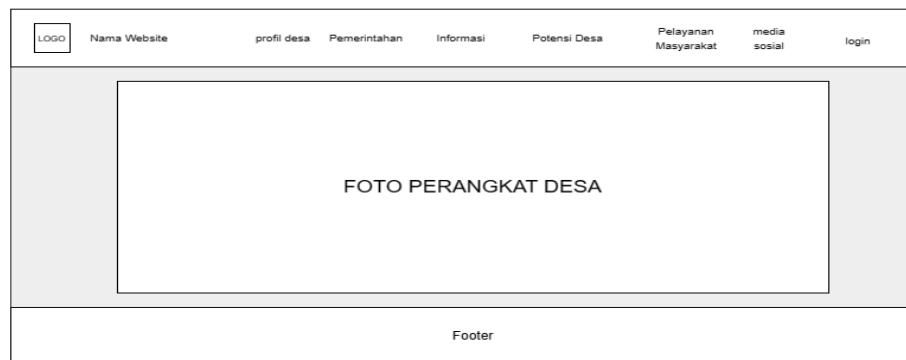 LOGO
Nama Website
profil desa
Pemerintahan
Informasi
Potensi Desa
Pelayanan
Masyarakat
media
sosial
login
FOTO PERANGKAT DESA
Footer